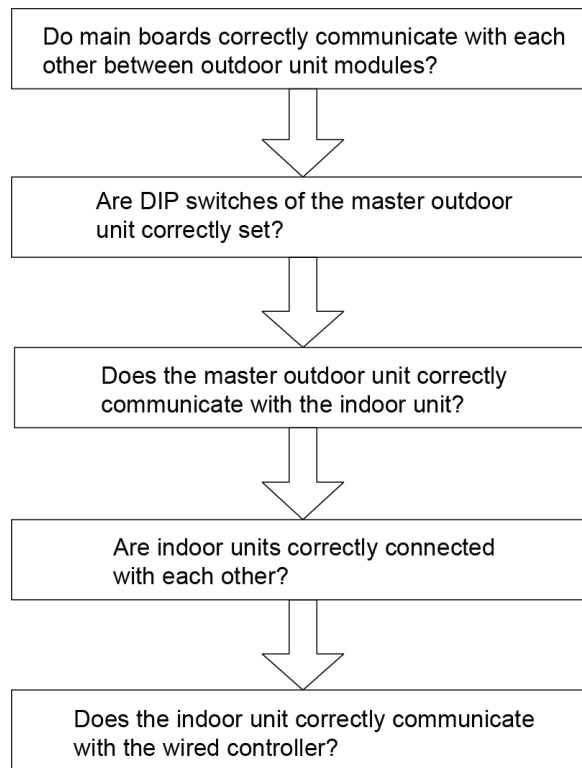 Do main boards correctly communicate with each
other between outdoor unit modules?
Are DIP switches of the master outdoor
unit correctly set?
Does the master outdoor unit correctly
communicate with the indoor unit?
Are indoor units correctly connected
with each other?
Does the indoor unit correctly communicate
with the wired controller?